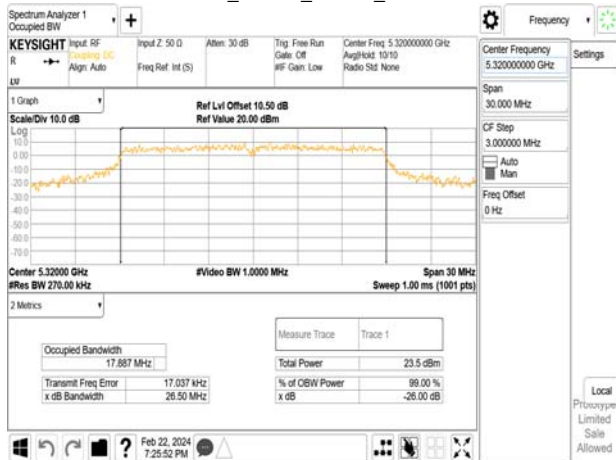 Spectrum Analyzer 1
Occupied BW
+
Frequency
KEYSIGHT
R
LVI
Input: RF
Coupling: DC
Align: Auto
Input Z: 50 Ω
Freq Ref: Int (S)
Atten: 30 dB
Trig: Free Run
Gate: Off
#IF Gain: Low
Center Freq: 5.320000000 GHz
Avg|Hold: 10/10
Radio Std: None
Center Frequency
5.320000000 GHz
Settings
Span
30.000 MHz
CF Step
3.000000 MHz
Auto
Man
Freq Offset
0 Hz
1 Graph
Scale/Div 10.0 dB
Ref Lvl Offset 10.50 dB
Ref Value 20.00 dBm
Log
10.0
0.00
-10.0
-20.0
-30.0
-40.0
-50.0
-60.0
-70.0
Center 5.32000 GHz
#Res BW 270.00 kHz
#Video BW 1.0000 MHz
Span 30 MHz
Sweep 1.00 ms (1001 pts)
2 Metrics
Measure Trace Trace 1
Occupied Bandwidth
17.887 MHz
Total Power 23.5 dBm
Transmit Freq Error 17.037 kHz
% of OBW Power 99.00 %
x dB Bandwidth 26.50 MHz
x dB -26.00 dB
Local
Prototype
Limited
Sale
Allowed
?
Feb 22, 2024
7:25:52 PM